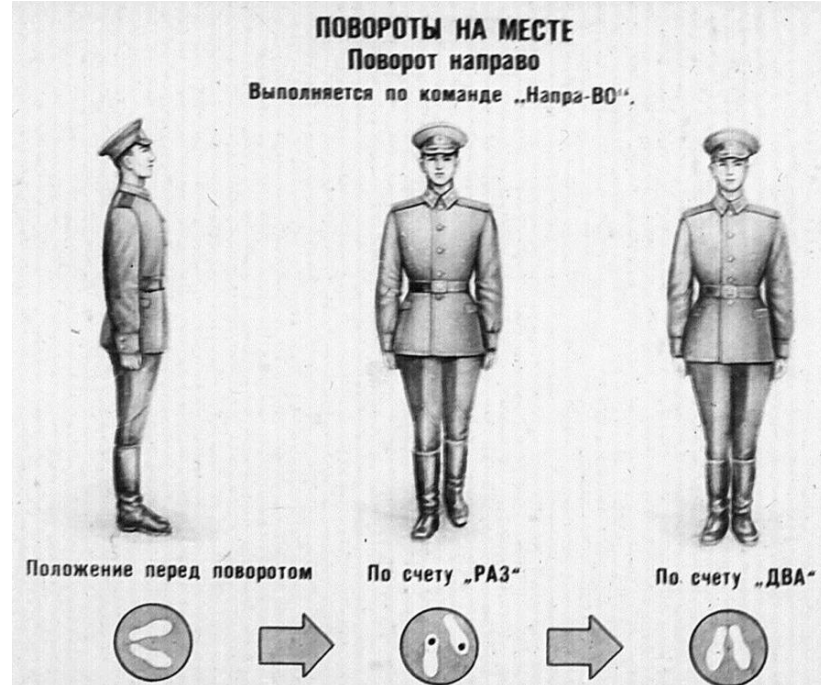 ПОВОРОТЫ НА МЕСТЕ
Поворот направо
Выполняется по команде „Напра-ВО“.
Положение перед поворотом
По счету „РАЗ“
По счету „ДВА“